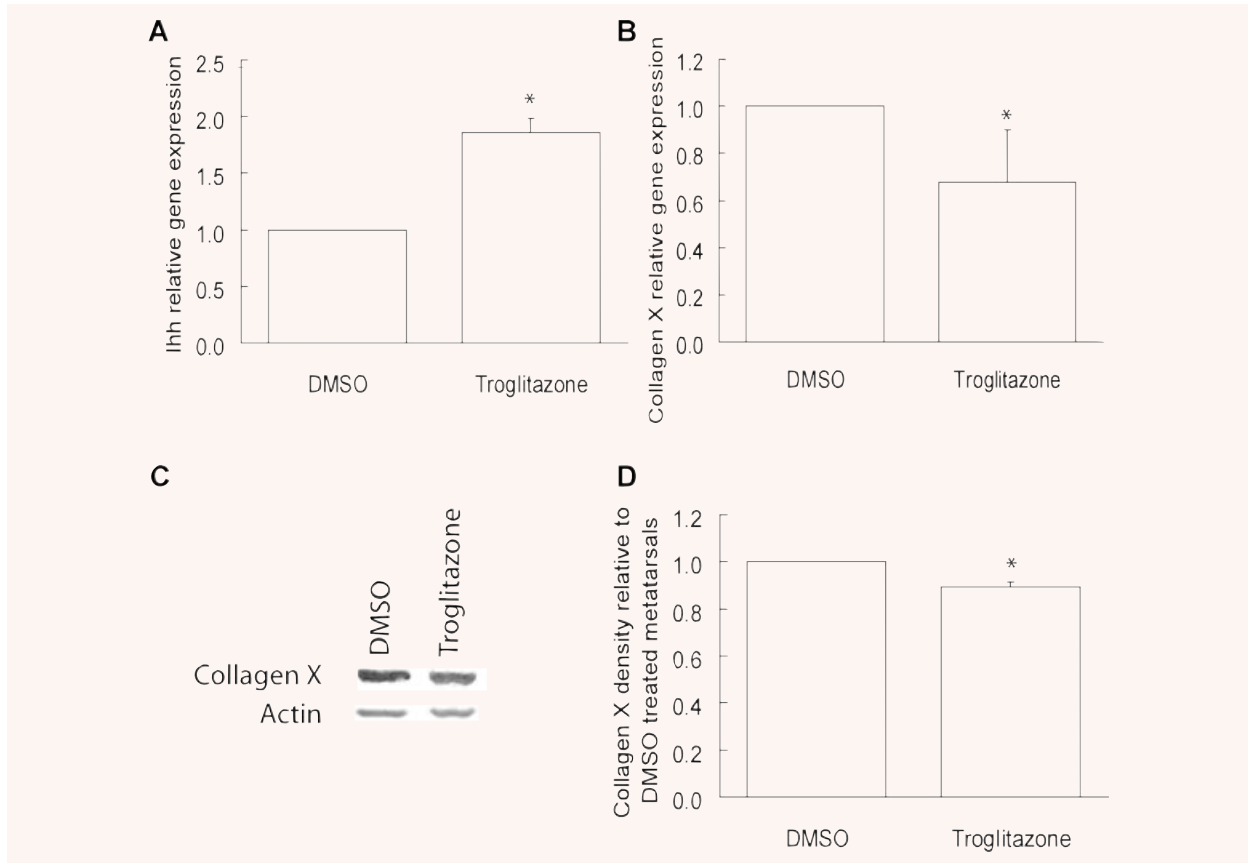 A
Ihh relative gene expression
2.5
2.0
1.5
1.0
0.5
0.0
*
DMSO
Troglitazone
B
Collagen X relative gene expression
1.2
1.0
0.8
0.6
0.4
0.2
0.0
*
DMSO
Troglitazone
C
DMSO
Troglitazone
Collagen X
Actin
D
Collagen X density relative to
DMSO treated metatarsals
1.2
1.0
0.8
0.6
0.4
0.2
0.0
*
DMSO
Troglitazone